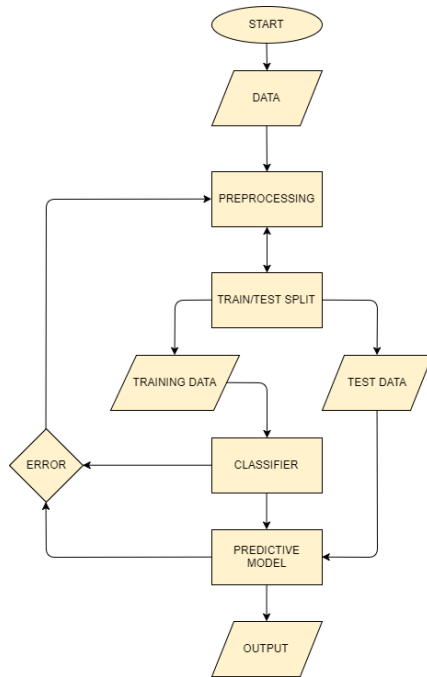 START
DATA
PREPROCESSING
TRAIN/TEST SPLIT
TRAINING DATA
TEST DATA
ERROR
CLASSIFIER
PREDICTIVE
MODEL
OUTPUT